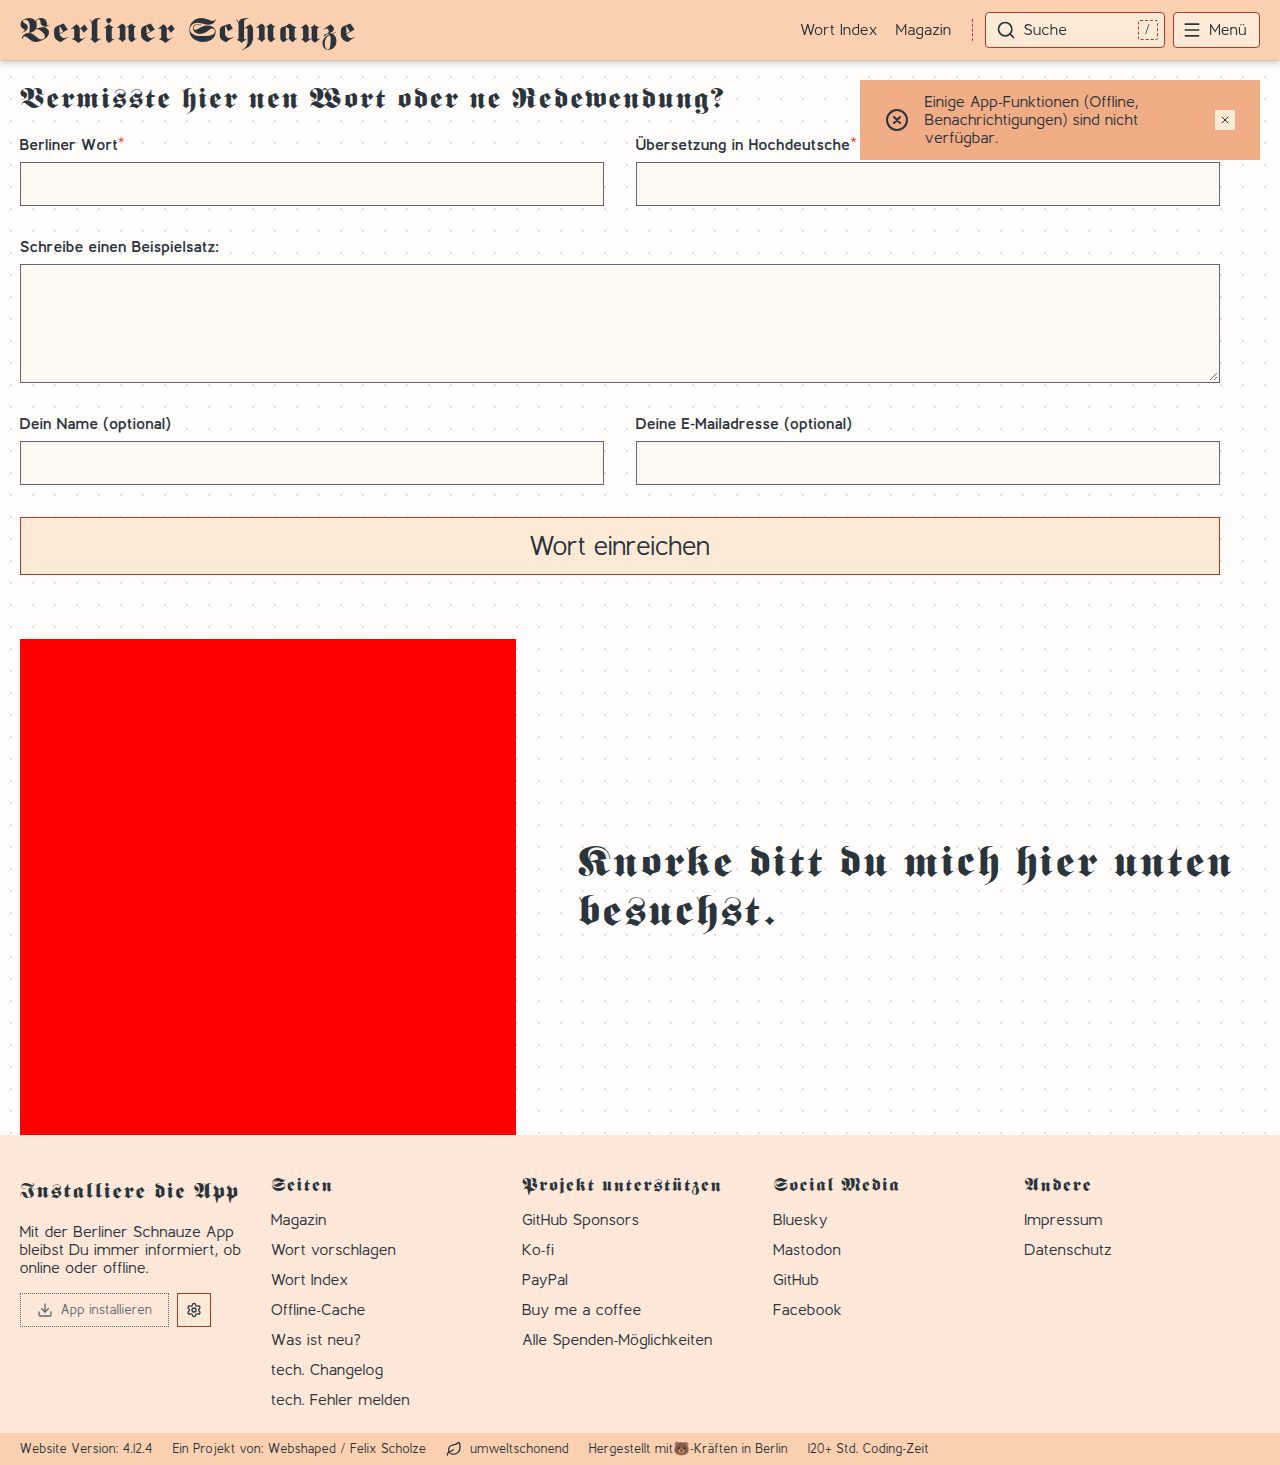 Berliner Schnauze
Wort Index
Magazin
Suche
/
Menü
Vermisste hier nen Wort oder ne Redewendung?
Einige App-Funktionen (Offline,
Benachrichtigungen) sind nicht
verfügbar.
Berliner Wort*
Übersetzung in Hochdeutsche*
Schreibe einen Beispielsatz:
Dein Name (optional)
Deine E-Mailadresse (optional)
Wort einreichen
Knorke ditt du mich hier unten
besuchst.
Installiere die App
Mit der Berliner Schnauze App
bleibst Du immer informiert, ob
online oder offline.
App installieren
Seiten
Magazin
Wort vorschlagen
Wort Index
Offline-Cache
Was ist neu?
tech. Changelog
tech. Fehler melden
Projekt unterstützen
GitHub Sponsors
Ko-fi
PayPal
Buy me a coffee
Alle Spenden-Möglichkeiten
Social Media
Bluesky
Mastodon
GitHub
Facebook
Andere
Impressum
Datenschutz
Website Version: 4.12.4
Ein Projekt von: Webshaped / Felix Scholze
umweltschonend
Hergestellt mit🐻-Kräften in Berlin
120+ Std. Coding-Zeit